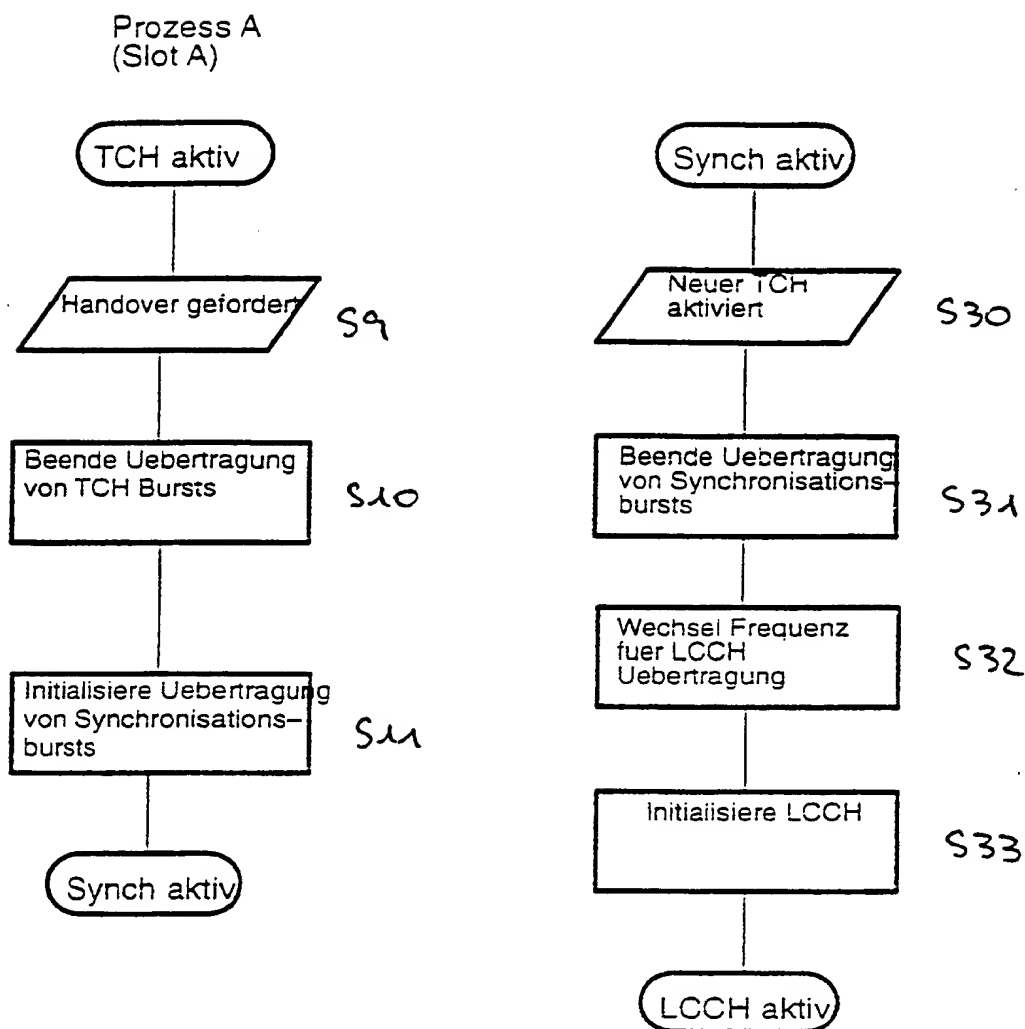 Prozess A
(Slot A)
TCH aktiv
Handover gefordert
S9
Beende Uebertragung
von TCH Bursts
S10
Initialisiere Uebertragung
von Synchronisations-
bursts
S11
Synch aktiv
Synch aktiv
Neuer TCH
aktiviert
S30
Beende Uebertragung
von Synchronisations-
bursts
S31
Wechsel Frequenz
fuer LCCH
Uebertragung
S32
Initialisiere LCCH
S33
LCCH aktiv